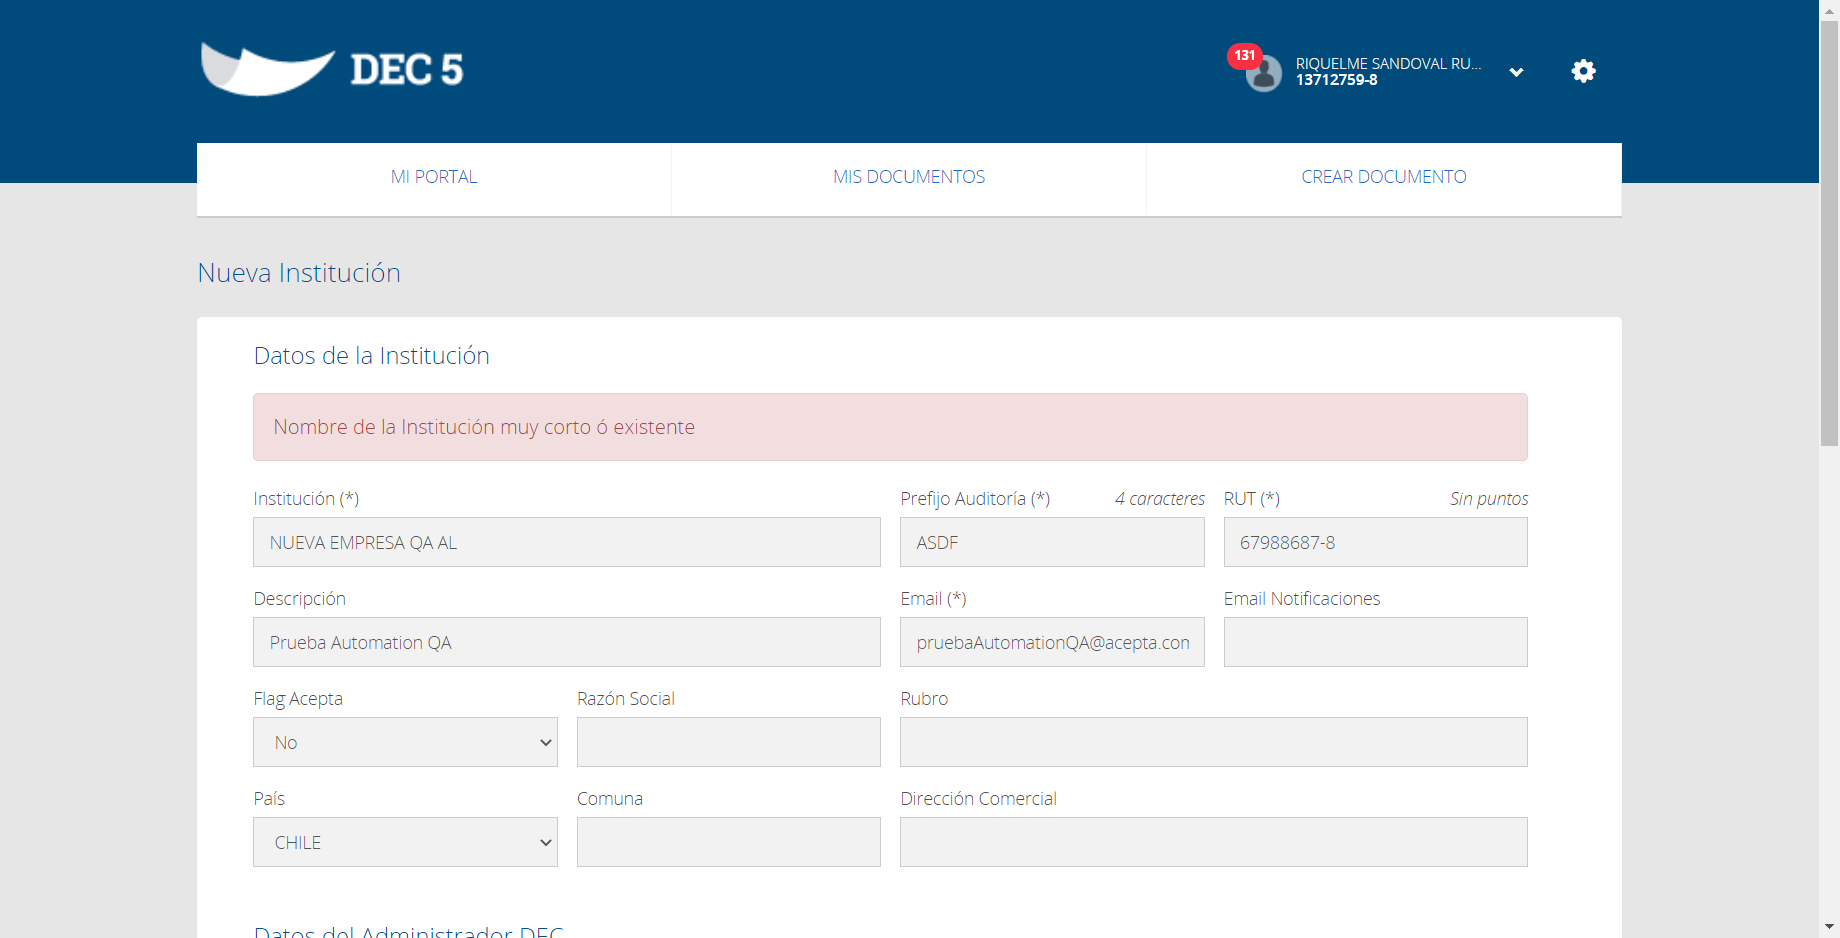 DEC 5
131
RIQUELME SANDOVAL RU...
13712759-8
MI PORTAL
MIS DOCUMENTOS
CREAR DOCUMENTO
Nueva Institución
Datos de la Institución
Nombre de la Institución muy corto ó existente
Institución (*)
Prefijo Auditoría (*) 4 caracteres
RUT (*) Sin puntos
NUEVA EMPRESA QA AL
ASDF
67988687-8
Descripción
Email (*)
Email Notificaciones
Prueba Automation QA
pruebaAutomationQA@acepta.com
Flag Acepta
Razón Social
Rubro
No
País
Comuna
Dirección Comercial
CHILE
Datos del Administrador DEC